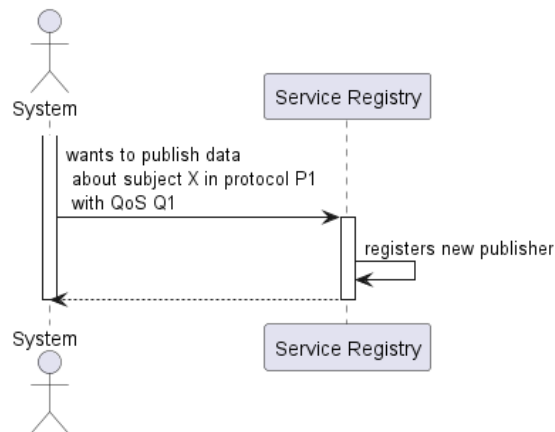 System
Service Registry
wants to publish data
about subject X in protocol P1
with QoS Q1
registers new publisher
System
Service Registry